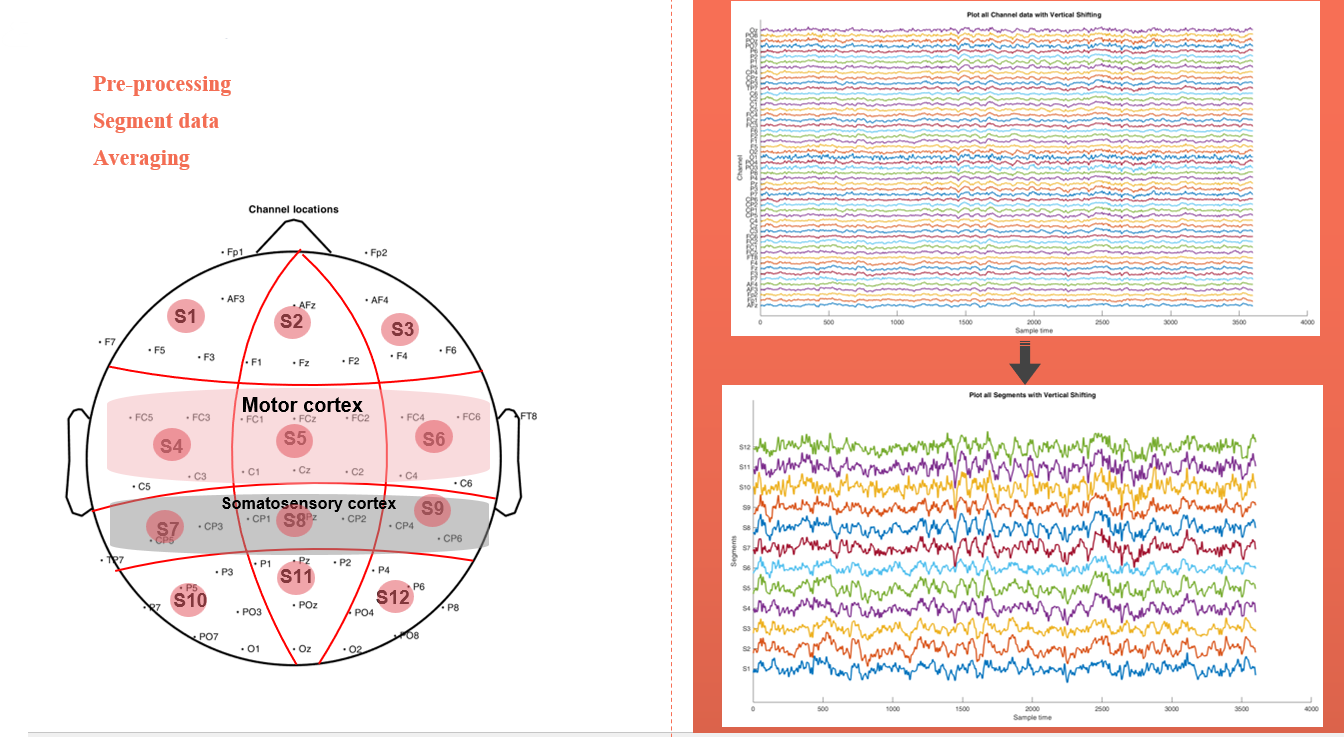 Pre-processing
Segment data
Averaging
Channel locations
Fp1 Fp2
AF3 AFz AF4
S1 S2 S3
F7 F5 F3 F1 Fz F2 F4 F6
Motor cortex
FC5 FC3 FC1 FCz FC2 FC4 FC6 FT8
S4 S5 S6
C5 C3 C1 Cz C2 C4 C6
Somatosensory cortex
S7 S8 S9
CP5 CP3 CP1 CP2 CP4 CP6
TP7 P3 P1 Pz P2 P4
S10 S11 S12
P7 P5 P6 P8
PO3 POz PO4
PO7 PO8
O1 Oz O2
Plot all Channel data with Vertical Shifting
Channel
0 500 1000 1500 2000 2500 3000 3500 4000
Sample time
Plot all Segments with Vertical Shifting
S12
S11
S10
S9
S8
S7
S6
S5
S4
S3
S2
S1
Segments
0 500 1000 1500 2000 2500 3000 3500 4000
Sample time